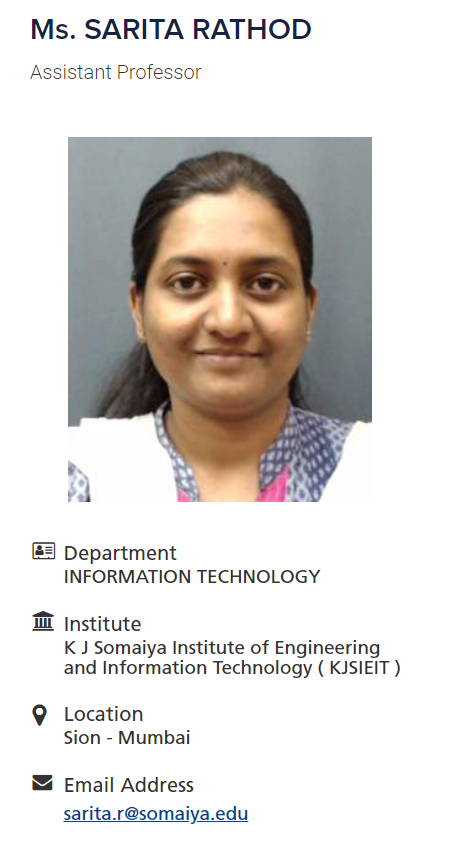 Ms. SARITA RATHOD
Assistant Professor
Department
INFORMATION TECHNOLOGY
Institute
K J Somaiya Institute of Engineering
and Information Technology ( KJSIEIT )
Location
Sion - Mumbai
Email Address
sarita.r@somaiya.edu